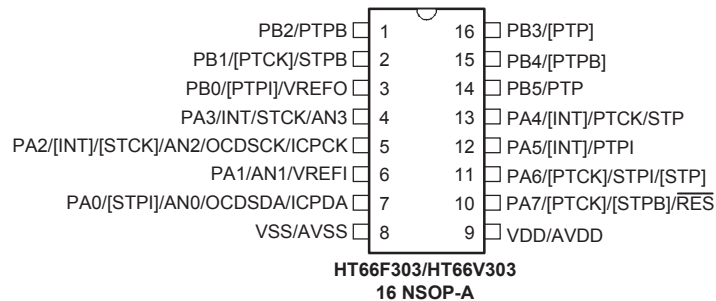 PB2/PTPB 1 16 PB3/[PTP]
PB1/[PTCK]/STPB 2 15 PB4/[PTPB]
PB0/[PTPI]/VREFO 3 14 PB5/PTP
PA3/INT/STCK/AN3 4 13 PA4/[INT]/PTCK/STP
PA2/[INT]/[STCK]/AN2/OCDSCK/ICPCK 5 12 PA5/[INT]/PTPI
PA1/AN1/VREFI 6 11 PA6/[PTCK]/STPI/[STP]
PA0/[STPI]/AN0/OCDSDA/ICPDA 7 10 PA7/[PTCK]/[STPB]/RES
VSS/AVSS 8 9 VDD/AVDD
HT66F303/HT66V303
16 NSOP-A